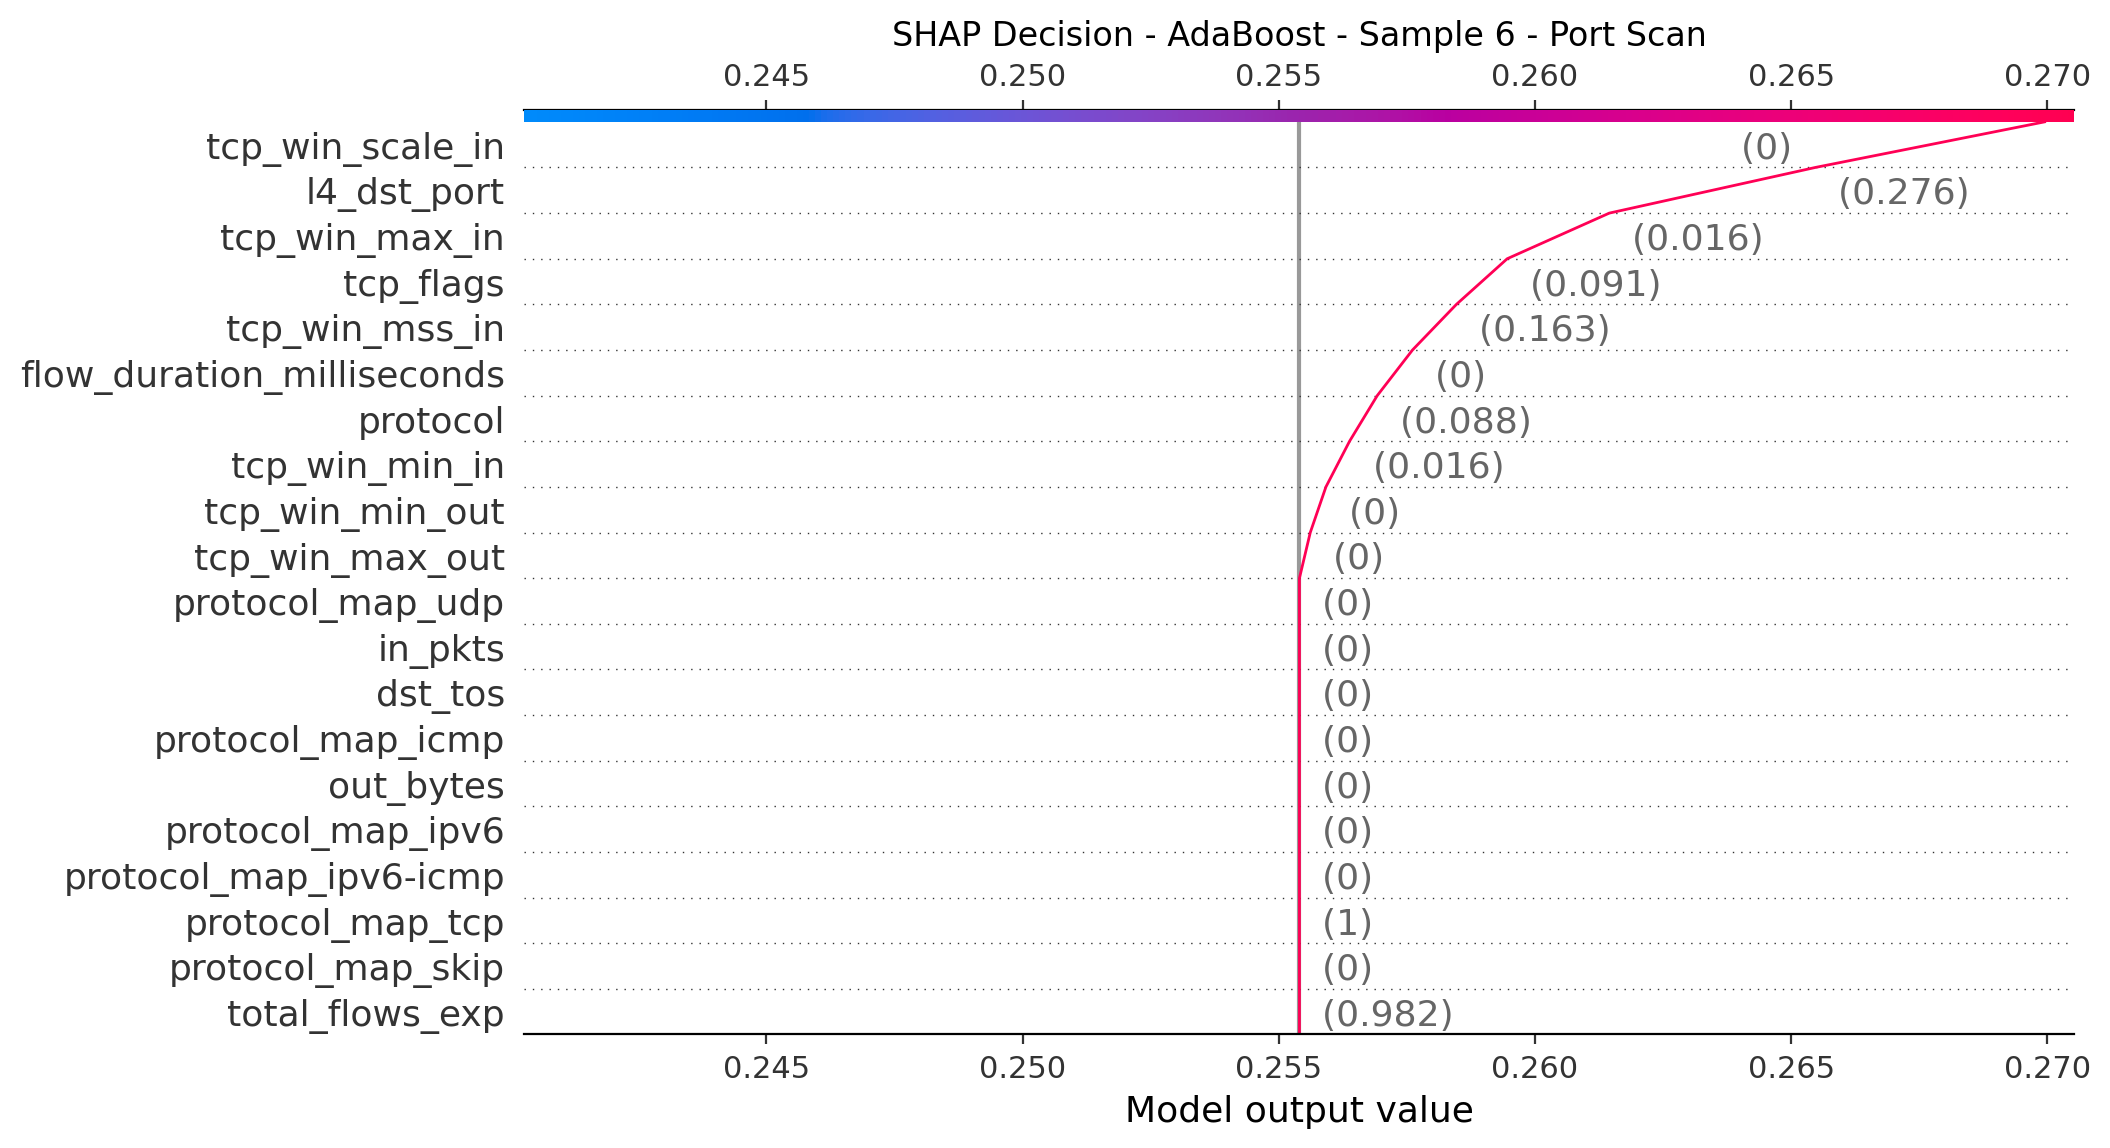 SHAP Decision - AdaBoost - Sample 6 - Port Scan
0.245 0.250 0.255 0.260 0.265 0.270
tcp_win_scale_in (0)
l4_dst_port (0.276)
tcp_win_max_in (0.016)
tcp_flags (0.091)
tcp_win_mss_in (0.163)
flow_duration_milliseconds (0)
protocol (0.088)
tcp_win_min_in (0.016)
tcp_win_min_out (0)
tcp_win_max_out (0)
protocol_map_udp (0)
in_pkts (0)
dst_tos (0)
protocol_map_icmp (0)
out_bytes (0)
protocol_map_ipv6 (0)
protocol_map_ipv6-icmp (0)
protocol_map_tcp (1)
protocol_map_skip (0)
total_flows_exp (0.982)
0.245 0.250 0.255 0.260 0.265 0.270
Model output value